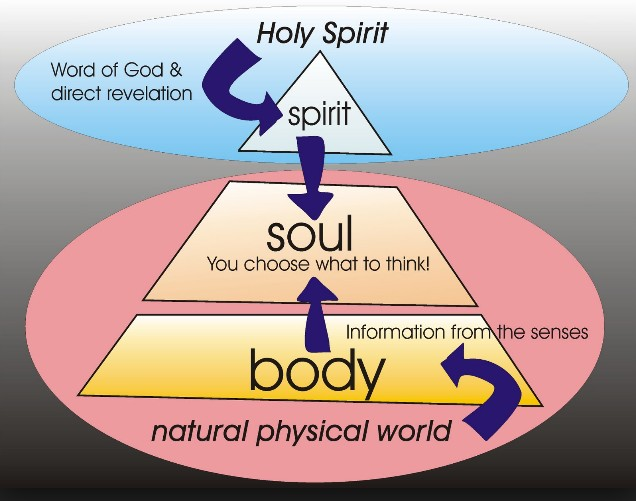 Holy Spirit
Word of God &
direct revelation
spirit
soul
You choose what to think!
Information from the senses
body
natural physical world